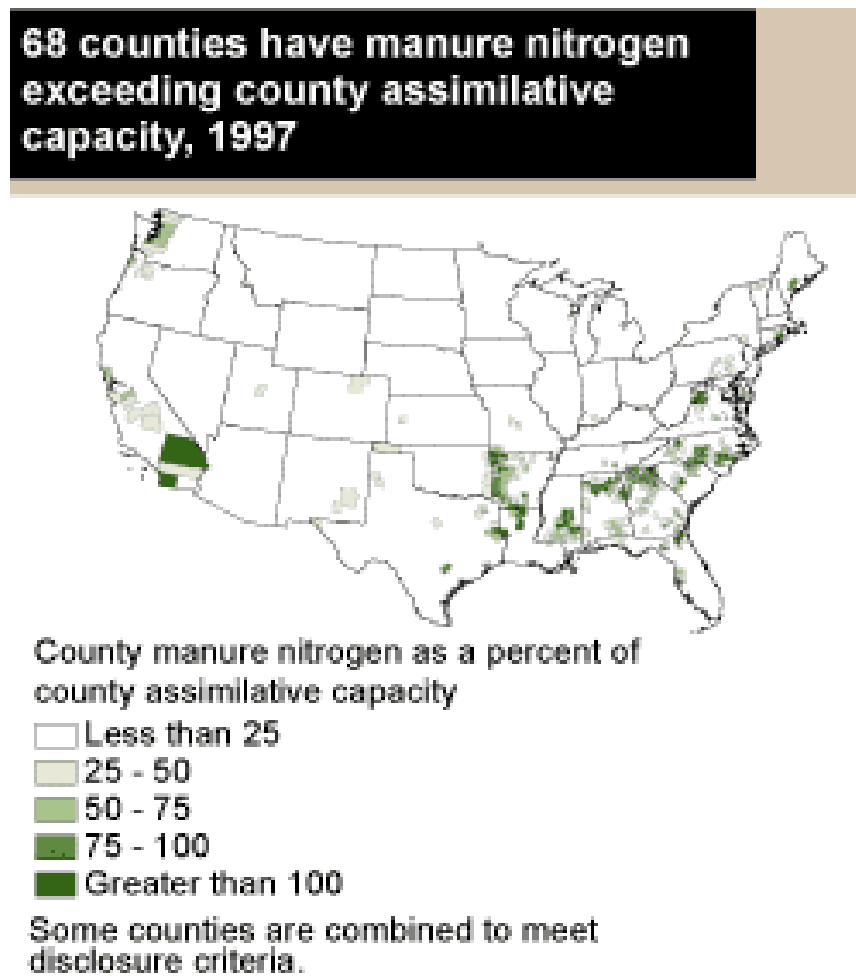 68 counties have manure nitrogen
exceeding county assimilative
capacity, 1997
County manure nitrogen as a percent of
county assimilative capacity
Less than 25
25 - 50
50 - 75
75 - 100
Greater than 100
Some counties are combined to meet
disclosure criteria.